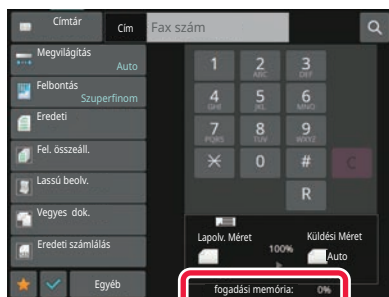 Címtár
Cím
Fax szám
Megvilágítás
Auto
Felbontás
Szuperfinom
Eredeti
Fel. összeáll.
Lassú beolv.
Vegyes dok.
Eredeti számlálás
Egyéb
1 2 3
ABC DEF
4 5 6
GHI JKL MNO
7 8 9
PQRS TUV WXYZ
0 # C
R
Lapolv. Méret
100%
Küldési Méret
Auto
fogadási memória: 0%